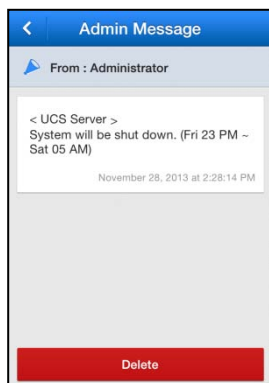 Admin Message
From : Administrator
< UCS Server >
System will be shut down. (Fri 23 PM ~
Sat 05 AM)
November 28, 2013 at 2:28:14 PM
Delete